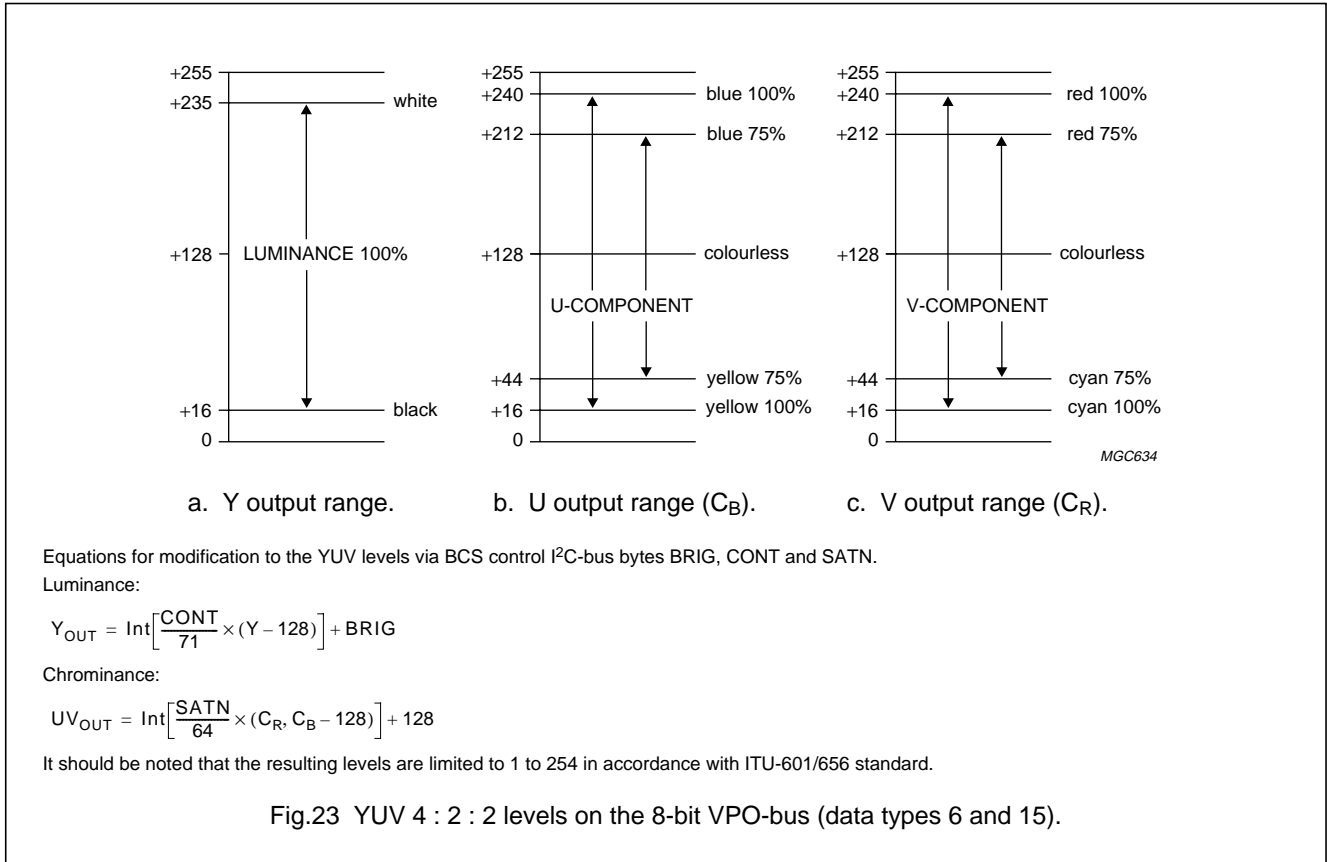 +255
+235
white
+128
LUMINANCE 100%
+16
black
0
+255
+240
blue 100%
+212
blue 75%
+128
colourless
U-COMPONENT
+44
yellow 75%
+16
yellow 100%
0
+255
+240
red 100%
+212
red 75%
+128
colourless
V-COMPONENT
+44
cyan 75%
+16
cyan 100%
0
MGC634
a. Y output range.
b. U output range (C_B).
c. V output range (C_R).
Equations for modification to the YUV levels via BCS control I²C-bus bytes BRIG, CONT and SATN.
Luminance:
Y_OUT = Int[CONT/71 × (Y – 128)] + BRIG
Chrominance:
UV_OUT = Int[SATN/64 × (C_R, C_B – 128)] + 128
It should be noted that the resulting levels are limited to 1 to 254 in accordance with ITU-601/656 standard.
Fig.23 YUV 4 : 2 : 2 levels on the 8-bit VPO-bus (data types 6 and 15).